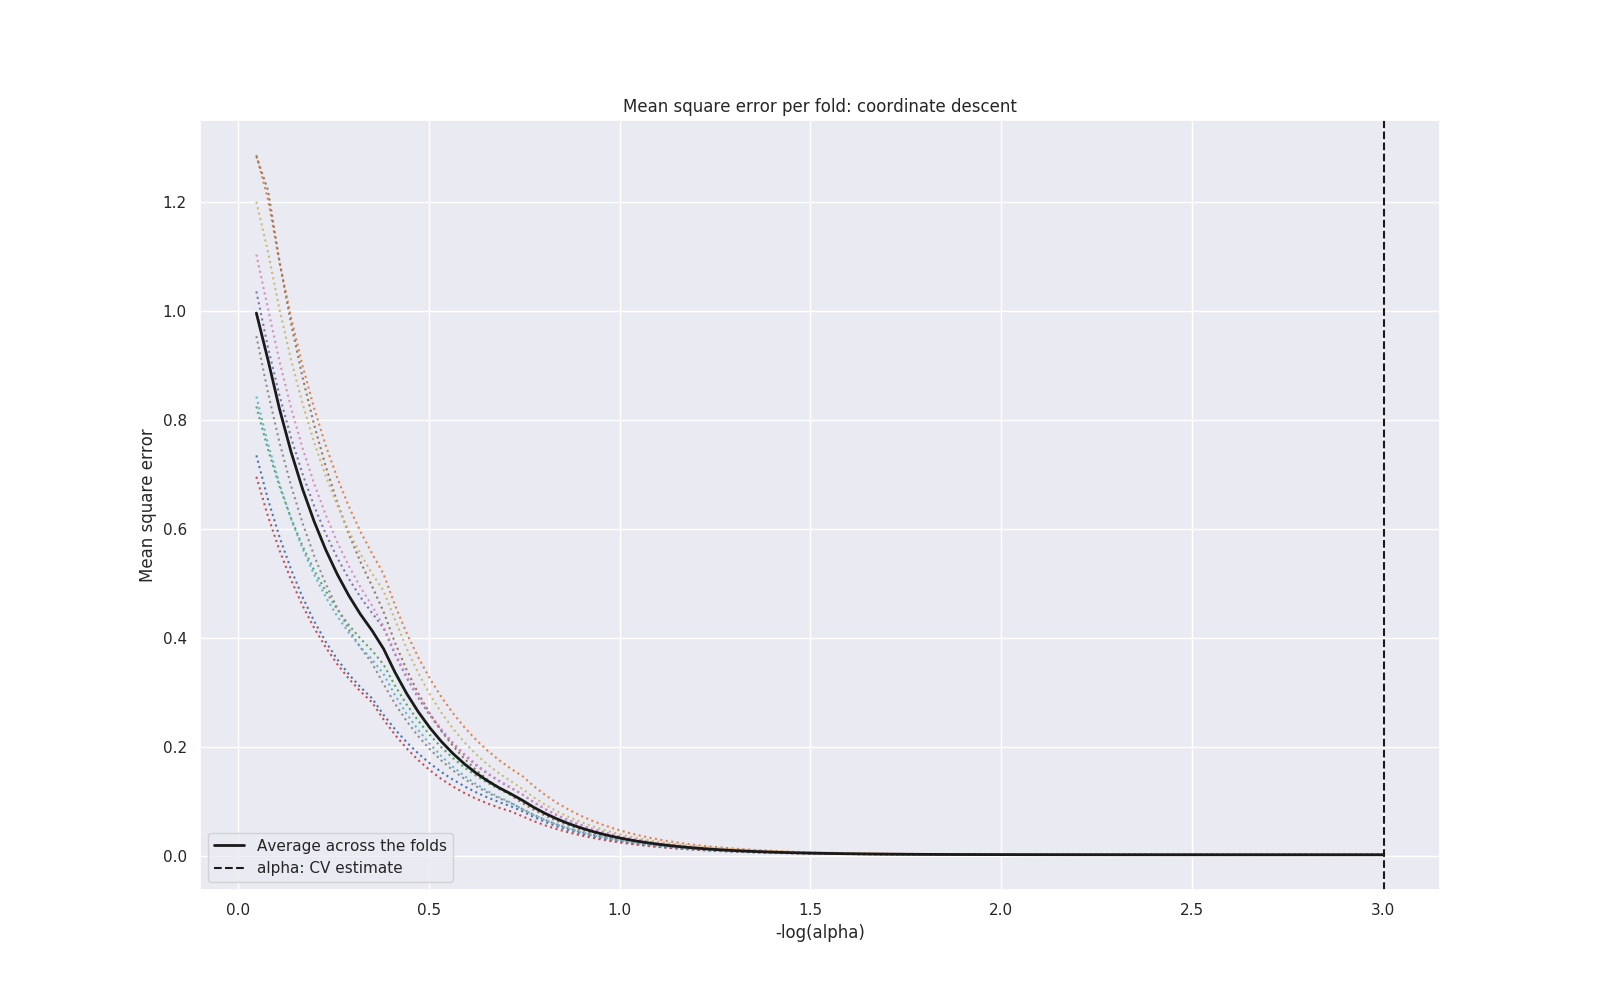 Mean square error per fold: coordinate descent
1.2
1.0
0.8
0.6
0.4
0.2
0.0
Mean square error
Average across the folds
alpha: CV estimate
0.0 0.5 1.0 1.5 2.0 2.5 3.0
-log(alpha)